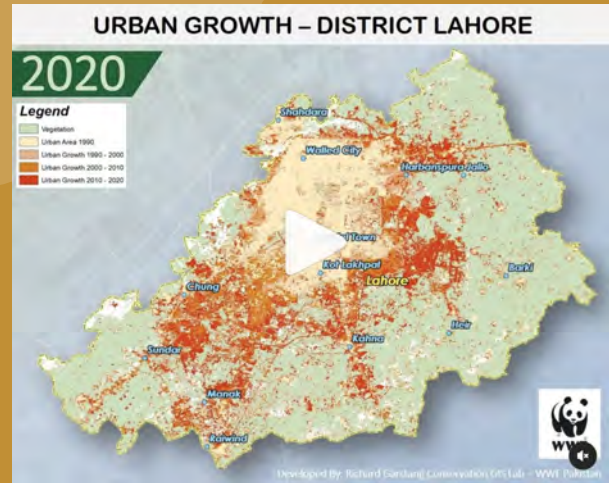 URBAN GROWTH – DISTRICT LAHORE
2020
Legend
Vegetation
Urban Area 1990
Urban Growth 1990 - 2000
Urban Growth 2000 - 2010
Urban Growth 2010 - 2020
Shahdara
Walled City
Harbanspura Jallo
Town
Kot Lakhpat
Lahore
Barki
Chung
Heir
Kahna
Sundar
Manak
Raiwind
WWF
Developed By: Richard Garstang Conservation GIS Lab - WWF Pakistan